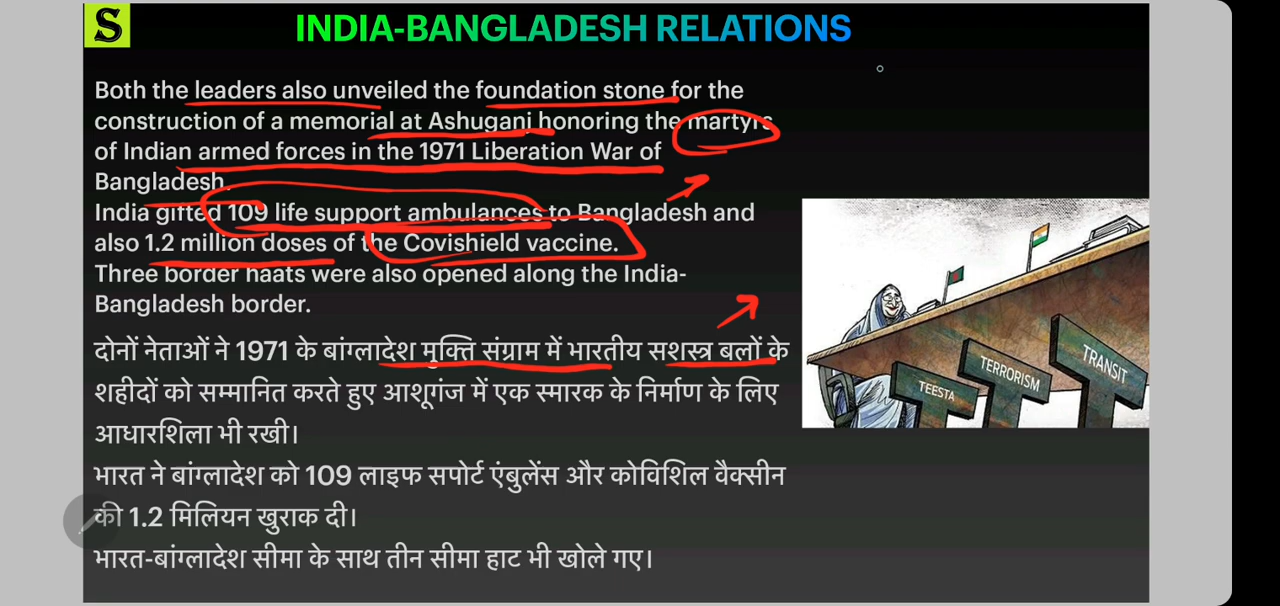 S
INDIA-BANGLADESH RELATIONS
Both the leaders also unveiled the foundation stone for the
construction of a memorial at Ashuganj honoring the martyrs
of Indian armed forces in the 1971 Liberation War of
Bangladesh.
India gifted 109 life support ambulances to Bangladesh and
also 1.2 million doses of the Covishield vaccine.
Three border haats were also opened along the India-
Bangladesh border.
दोनों नेताओं ने 1971 के बांग्लादेश मुक्ति संग्राम में भारतीय सशस्त्र बलों के
शहीदों को सम्मानित करते हुए आशूगंज में एक स्मारक के निर्माण के लिए
आधारशिला भी रखी।
भारत ने बांग्लादेश को 109 लाइफ सपोर्ट एंबुलेंस और कोविशिल वैक्सीन
की 1.2 मिलियन खुराक दी।
भारत-बांग्लादेश सीमा के साथ तीन सीमा हाट भी खोले गए।
TEESTA
TERRORISM
TRANSIT